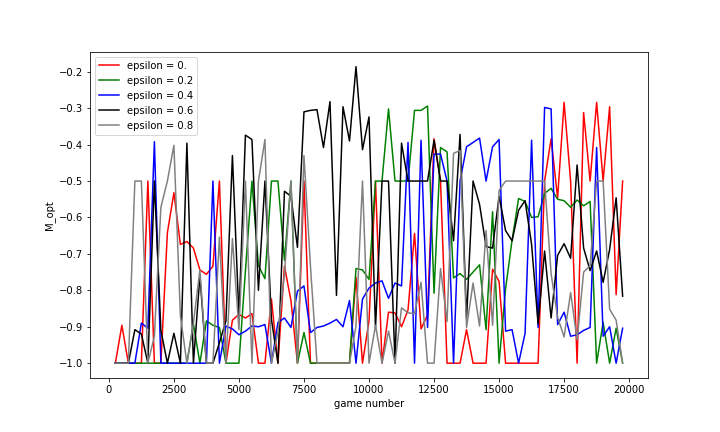 epsilon = 0.
epsilon = 0.2
epsilon = 0.4
epsilon = 0.6
epsilon = 0.8
M_opt
−0.2
−0.3
−0.4
−0.5
−0.6
−0.7
−0.8
−0.9
−1.0
0 2500 5000 7500 10000 12500 15000 17500 20000
game number